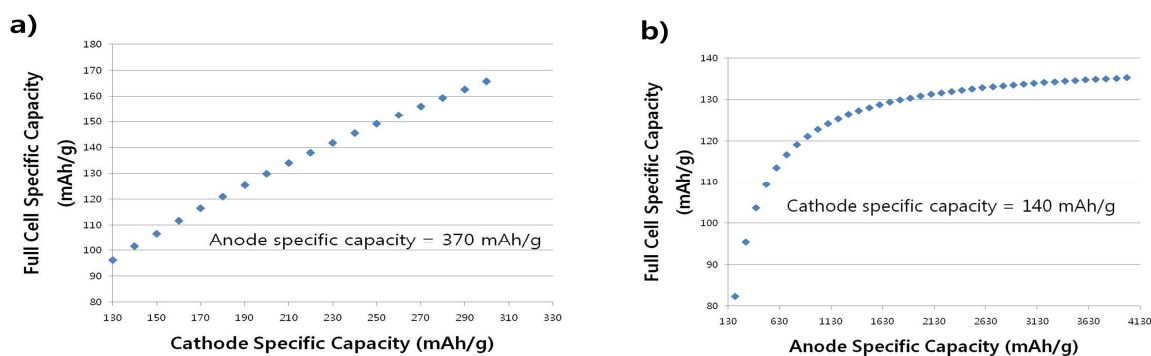 a)
180
170
160
150
140
130
120
110
100
90
80
130 150 170 190 210 230 250 270 290 310 330
Full Cell Specific Capacity
(mAh/g)
Anode specific capacity = 370 mAh/g
Cathode Specific Capacity (mAh/g)
b)
140
130
120
110
100
90
80
130 630 1130 1630 2130 2630 3130 3630 4130
Full Cell Specific Capacity
(mAh/g)
Cathode specific capacity = 140 mAh/g
Anode Specific Capacity (mAh/g)